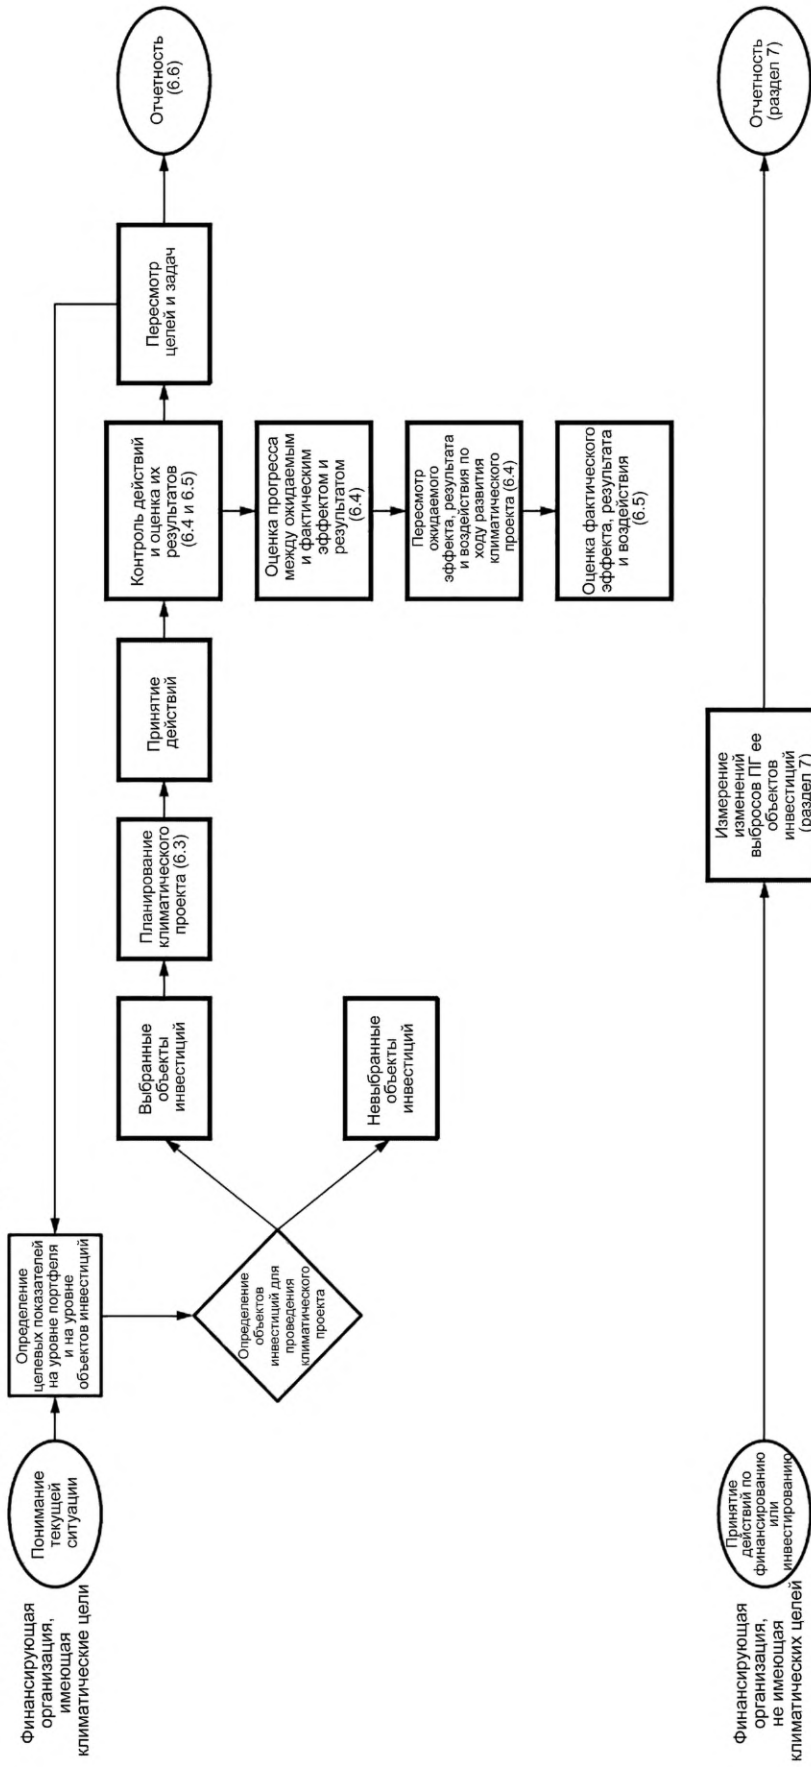 Финансирующая
организация,
имеющая
климатические цели
Понимание
текущей
ситуации
Определение
целевых показателей
на уровне портфеля
и на уровне
объектов инвестиций
Определение
объектов
инвестиций для
проведения
климатического
проекта
Выбранные
объекты
инвестиций
Невыбранные
объекты
инвестиций
Планирование
климатического
проекта (6.3)
Принятие
действий
Контроль действий
и оценка их
результатов
(6.4 и 6.5)
Оценка прогресса
между ожидаемым
и фактическим
эффектом и
результатом
(6.4)
Пересмотр
ожидаемого
эффекта, результата
и воздействия по
ходу развития
климатического
проекта (6.4)
Оценка фактического
эффекта, результата
и воздействия
(6.5)
Пересмотр
целей и задач
Отчетность
(6.6)
Финансирующая
организация,
не имеющая
климатических целей
Принятие
действий по
финансированию
или
инвестированию
Измерение
изменений
выбросов ПГ ее
объектов
инвестиций
(раздел 7)
Отчетность
(раздел 7)